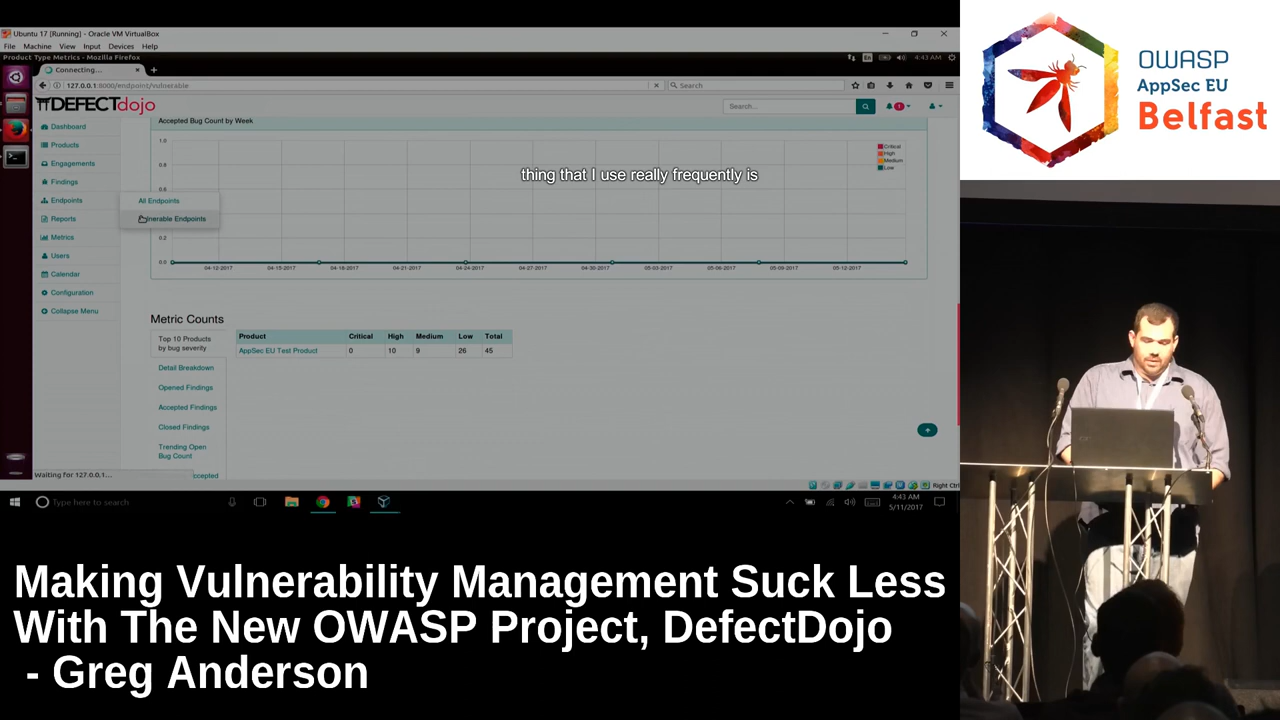 Ubuntu 17 [Running] - Oracle VM VirtualBox
File Machine View Input Devices Help
Product Type Metrics - Mozilla Firefox
4:43 AM
Connecting...
127.0.0.1:8000/endpoint/vulnerable
Search
DEFECTdojo
Search...
1
Dashboard
Products
Engagements
Findings
Endpoints
Reports
Metrics
Users
Calendar
Configuration
Collapse Menu
All Endpoints
Vulnerable Endpoints
Accepted Bug Count by Week
1.0
0.8
0.6
0.2
0.0
Critical
High
Medium
Low
thing that I use really frequently is
04-12-2017 04-15-2017 04-18-2017 04-21-2017 04-24-2017 04-27-2017 04-30-2017 05-03-2017 05-06-2017 05-09-2017 05-12-2017
Metric Counts
Top 10 Products
by bug severity
Detail Breakdown
Opened Findings
Accepted Findings
Closed Findings
Trending Open
Bug Count
ccepted
Product Critical High Medium Low Total
AppSec EU Test Product 0 10 9 26 45
Waiting for 127.0.0.1...
Right Ctrl
Type here to search
4:43 AM
5/11/2017
OWASP
AppSec EU
Belfast
Making Vulnerability Management Suck Less
With The New OWASP Project, DefectDojo
- Greg Anderson